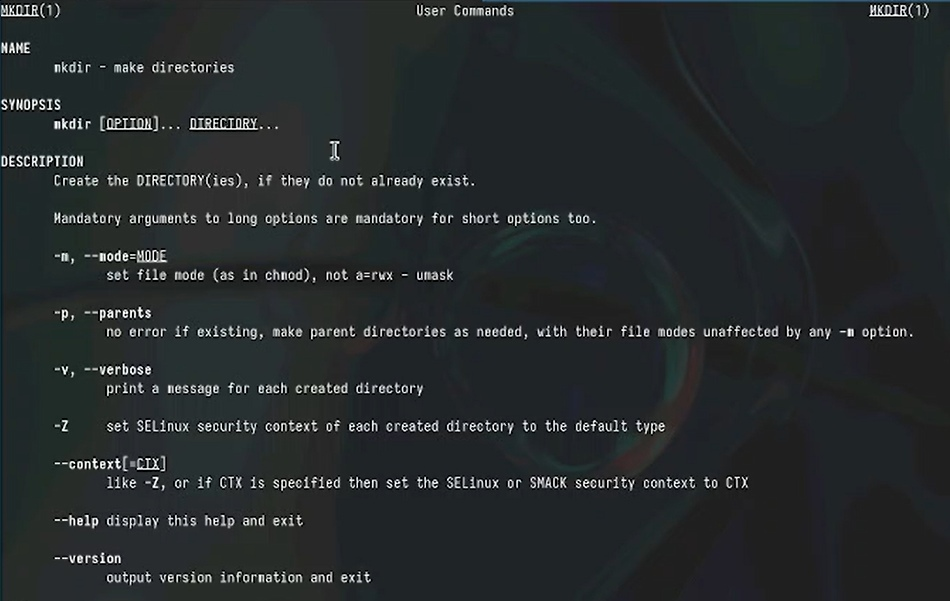 MKDIR(1) User Commands MKDIR(1)
NAME
mkdir - make directories
SYNOPSIS
mkdir [OPTION]... DIRECTORY...
DESCRIPTION
Create the DIRECTORY(ies), if they do not already exist.
Mandatory arguments to long options are mandatory for short options too.
-m, --mode=MODE
set file mode (as in chmod), not a=rwx - umask
-p, --parents
no error if existing, make parent directories as needed, with their file modes unaffected by any -m option.
-v, --verbose
print a message for each created directory
-Z set SELinux security context of each created directory to the default type
--context[=CTX]
like -Z, or if CTX is specified then set the SELinux or SMACK security context to CTX
--help display this help and exit
--version
output version information and exit